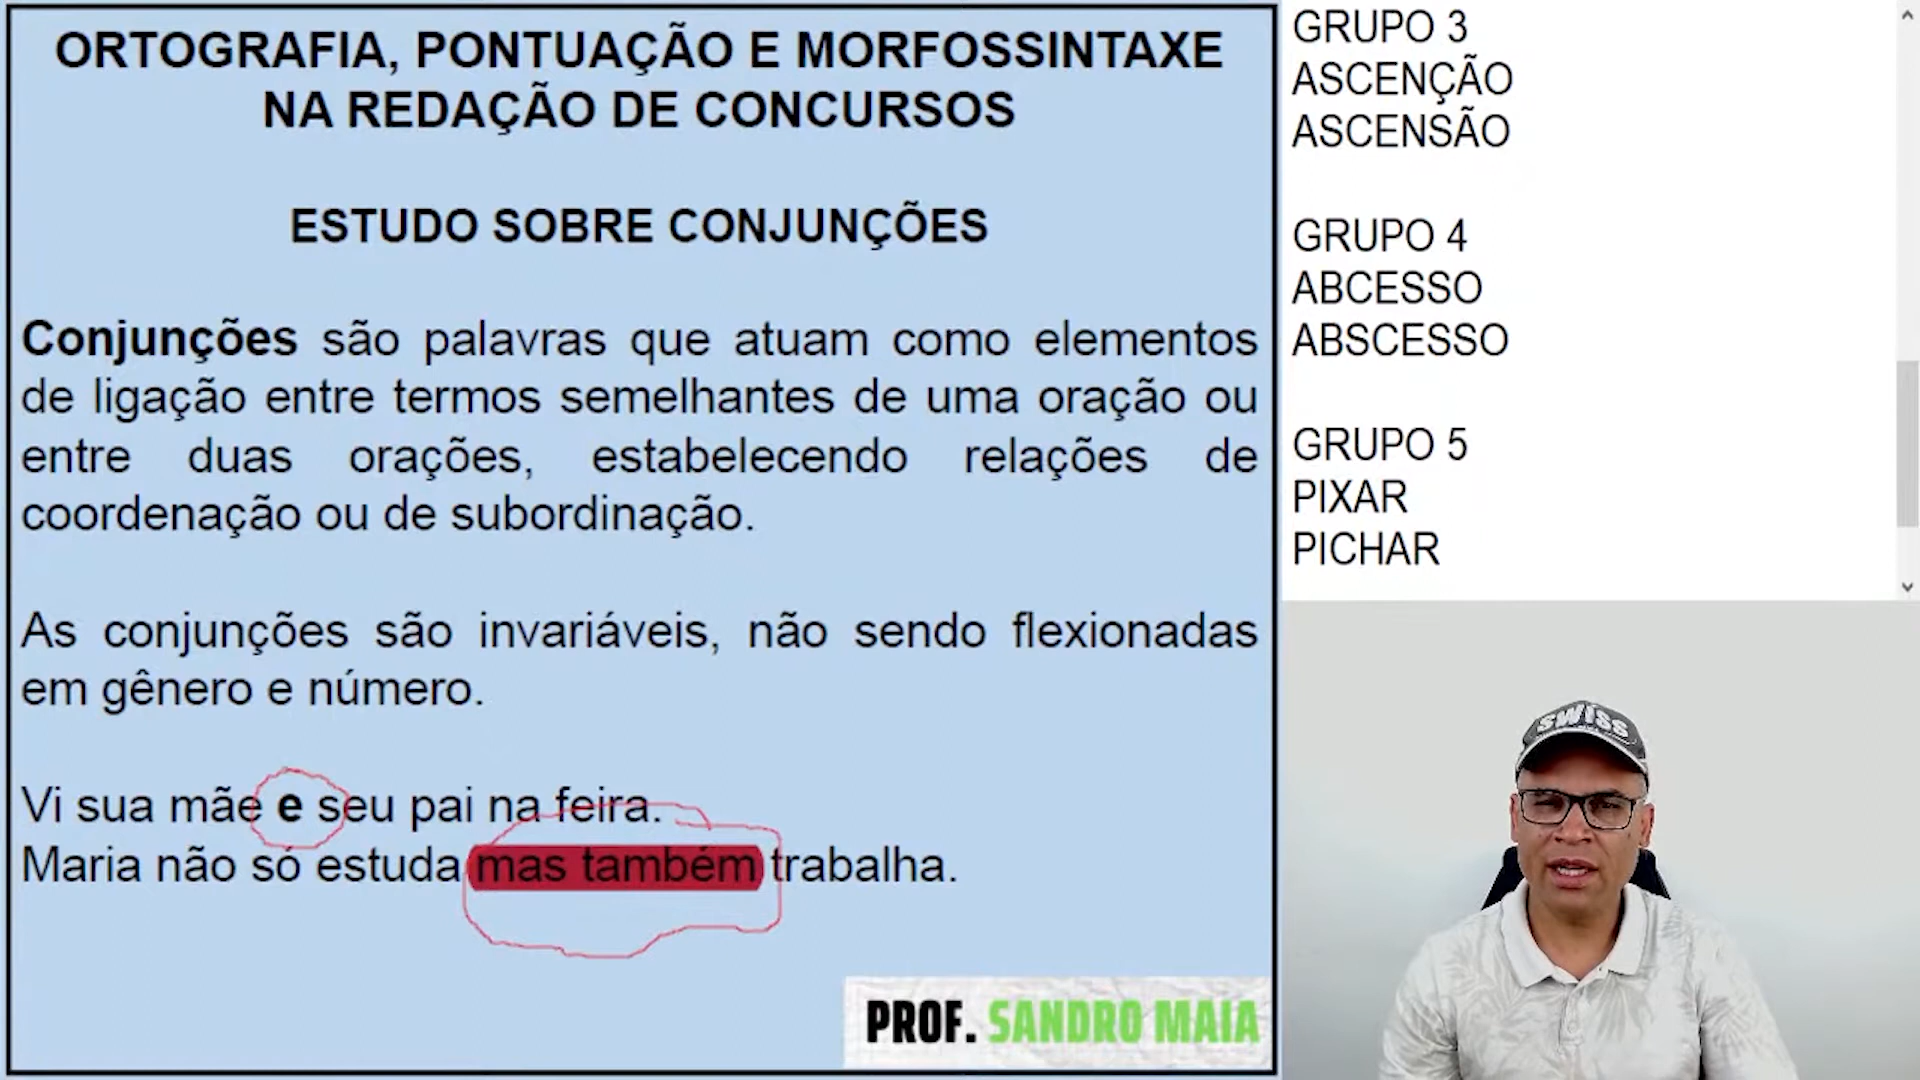 ORTOGRAFIA, PONTUAÇÃO E MORFOSSINTAXE
NA REDAÇÃO DE CONCURSOS
ESTUDO SOBRE CONJUNÇÕES
Conjunções são palavras que atuam como elementos
de ligação entre termos semelhantes de uma oração ou
entre duas orações, estabelecendo relações de
coordenação ou de subordinação.
As conjunções são invariáveis, não sendo flexionadas
em gênero e número.
Vi sua mãe e seu pai na feira.
Maria não só estuda mas também trabalha.
PROF. SANDRO MAIA
GRUPO 3
ASCENÇÃO
ASCENSÃO
GRUPO 4
ABCESSO
ABSCESSO
GRUPO 5
PIXAR
PICHAR
SWISS